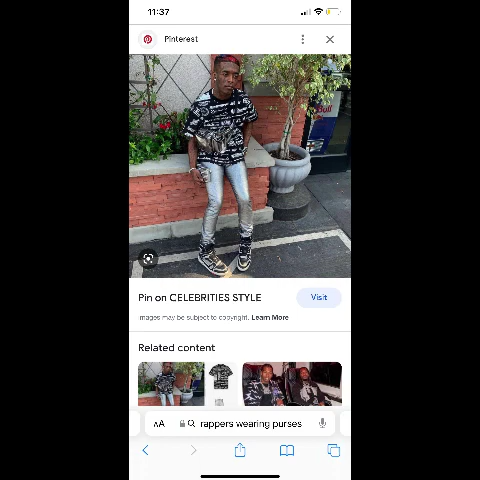 11:37
Pinterest
Pin on CELEBRITIES STYLE
Visit
Images may be subject to copyright. Learn More
Related content
AA
rappers wearing purses